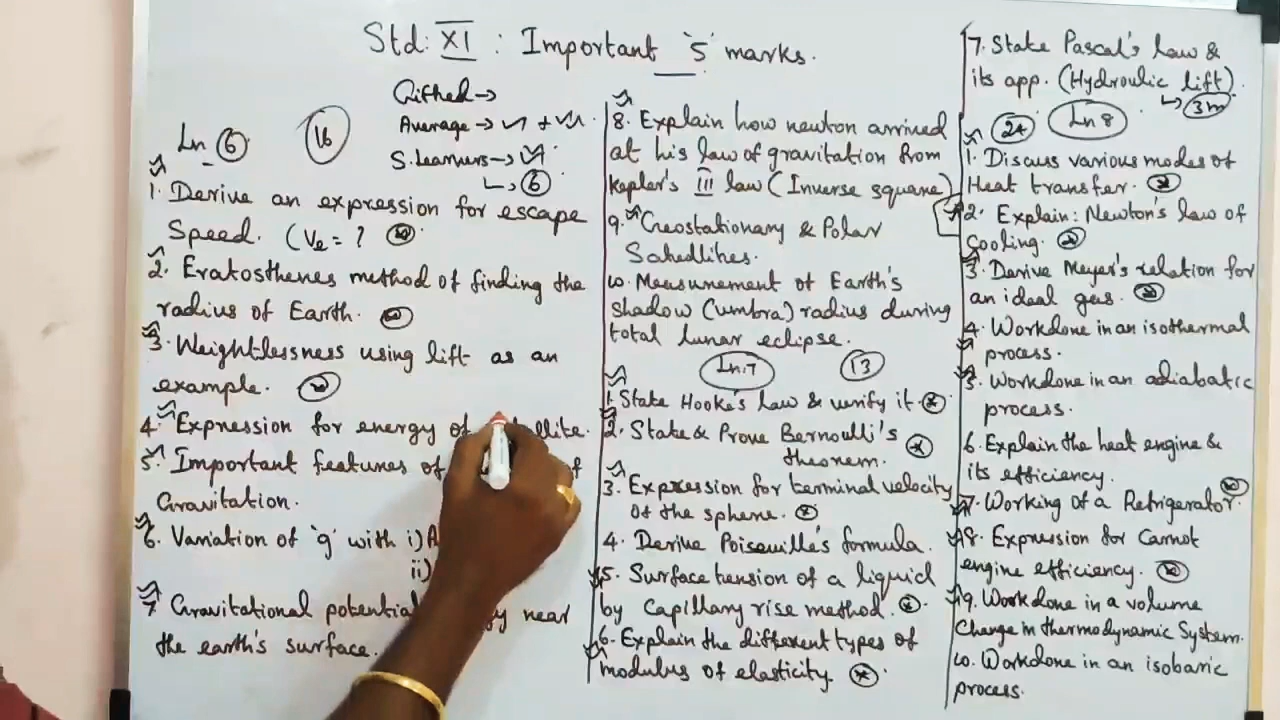 Std: XI : Important '5' marks.
Gifted →
Average → ✓ + ✓✓.
S.learners → ✓✓.
↳ 6
Ln 6
16
1. Derive an expression for escape
Speed. (Ve = ?
2. Eratosthenes method of finding the
radius of Earth.
3. Weightlessness using lift as an
example.
4. Expression for energy of
5. Important features of
Gravitation.
6. Variation of 'g' with i)
ii)
7 Gravitational potential near
the earth's surface.
8. Explain how newton arrived
at his law of gravitation from
kepler's III law (Inverse square)
9. Geostationary & Polar
Satellites.
10. Measurement of Earth's
shadow (umbra) radius during
total lunar eclipse.
Ln.7 13
1. State Hooke's Law & verify it.
2. State & Prove Bernoulli's
theorem.
3. Expression for terminal velocity
of the sphere.
4. Derive Poiseuille's formula.
5. Surface tension of a liquid
by Capillary rise method.
6. Explain the different types of
modulus of elasticity.
7. State Pascal's law &
its app. (Hydraulic lift)
↳ 3m
24 Ln 8
1. Discuss various modes of
Heat transfer.
2. Explain: Newton's law of
Cooling.
3. Derive Meyer's relation for
an ideal gas.
4. Workdone in an isothermal
process.
5. Workdone in an adiabatic
process.
6. Explain the heat engine &
its efficiency.
7. Working of a Refrigerator.
8. Expression for Carnot
engine efficiency.
9. Workdone in a volume
Change in thermodynamic System.
10. Workdone in an isobaric
process.